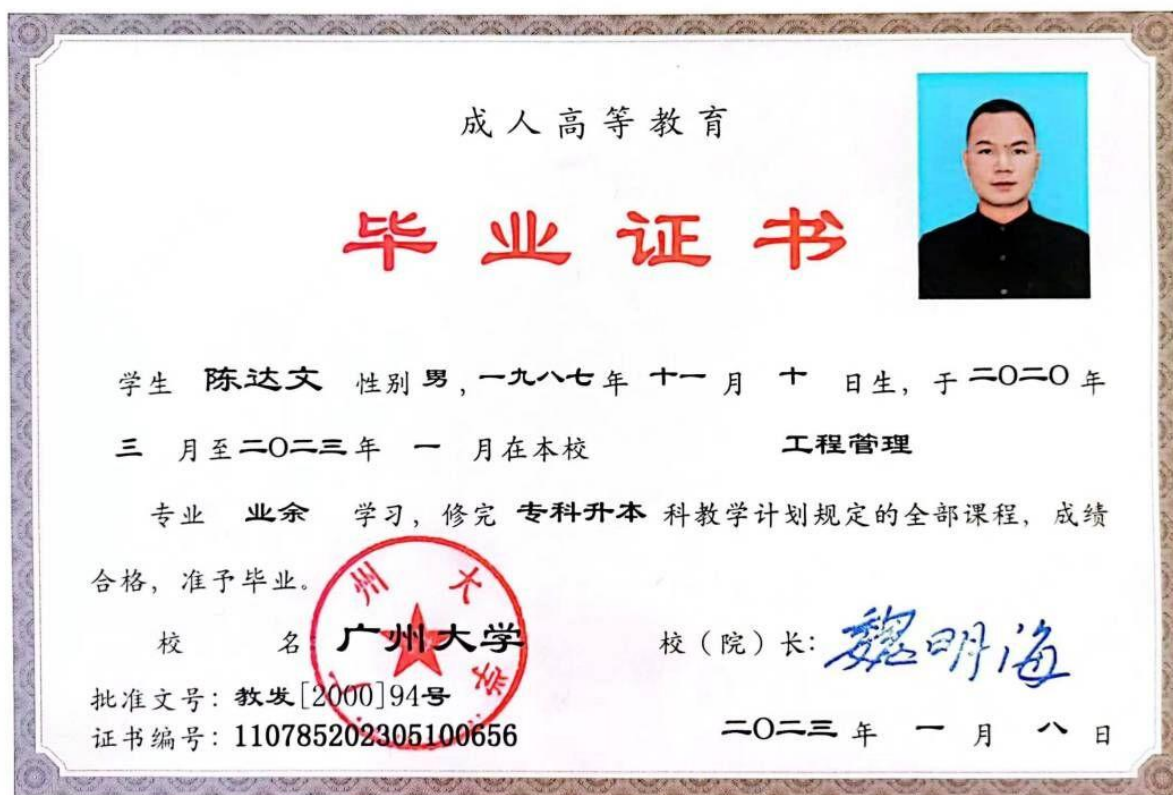 成人高等教育
毕业证书
学生 陈达文 性别 男，一九八七年 十一 月 十 日生，于 二〇二〇 年
三 月至 二〇二三年 一 月在本校 工程管理
专业 业余 学习，修完 专科升本 科教学计划规定的全部课程，成绩
合格，准予毕业。
广州大学
校 名：广州大学 校（院）长：魏明海
批准文号：教发[2000]94号
证书编号：110785202305100656
二〇二三 年 一 月 八 日